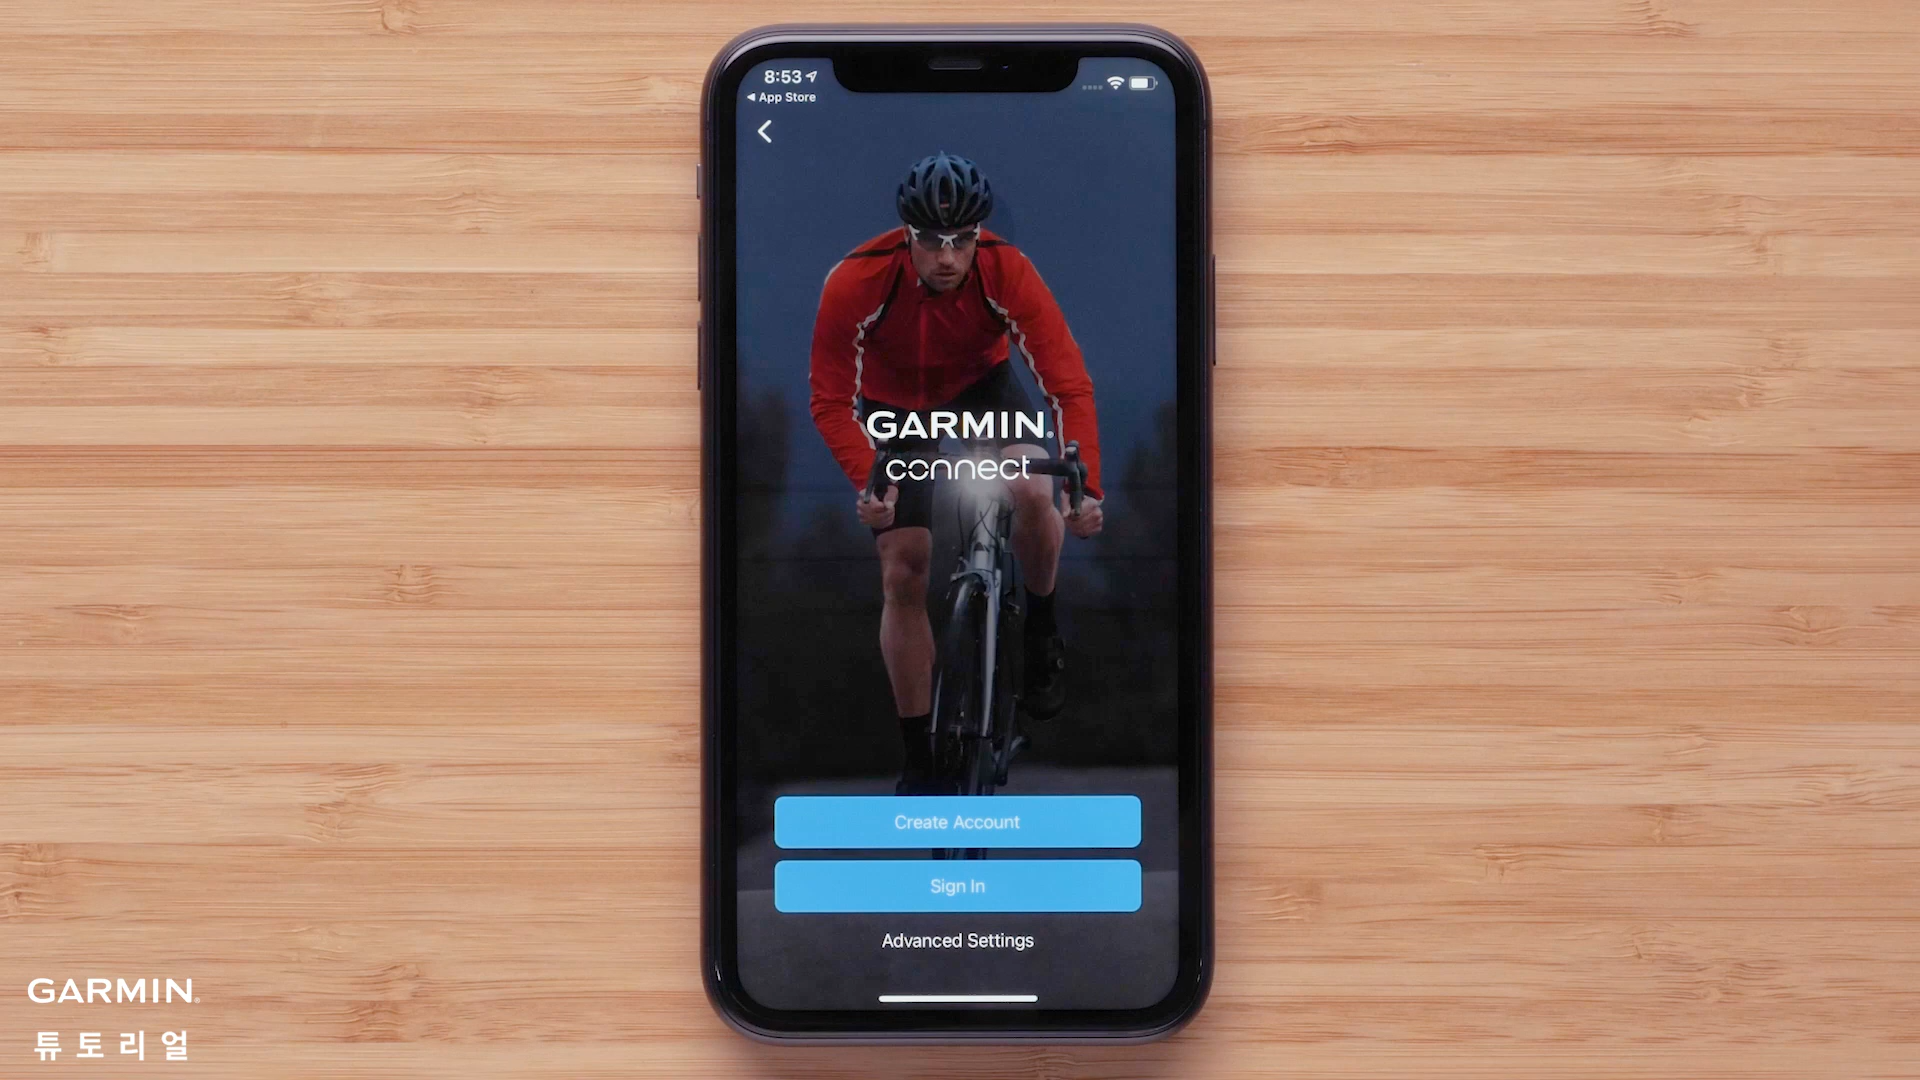 8:53
◀ App Store
GARMIN®
connect
Create Account
Sign In
Advanced Settings
GARMIN®
튜토리얼